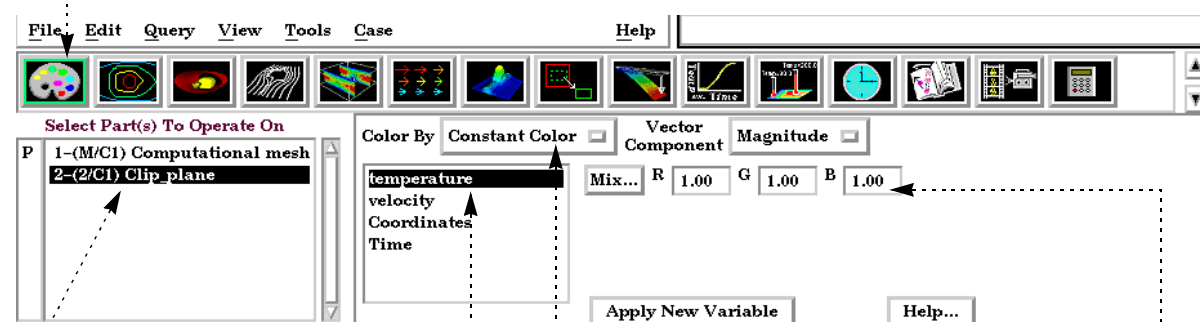 File Edit Query View Tools Case Help
Select Part(s) To Operate On
P
1-(M/C1) Computational mesh
2-(2/C1) Clip_plane
Color By Constant Color Vector Component Magnitude
temperature
velocity
Coordinates
Time
Mix... R 1.00 G 1.00 B 1.00
Apply New Variable Help...